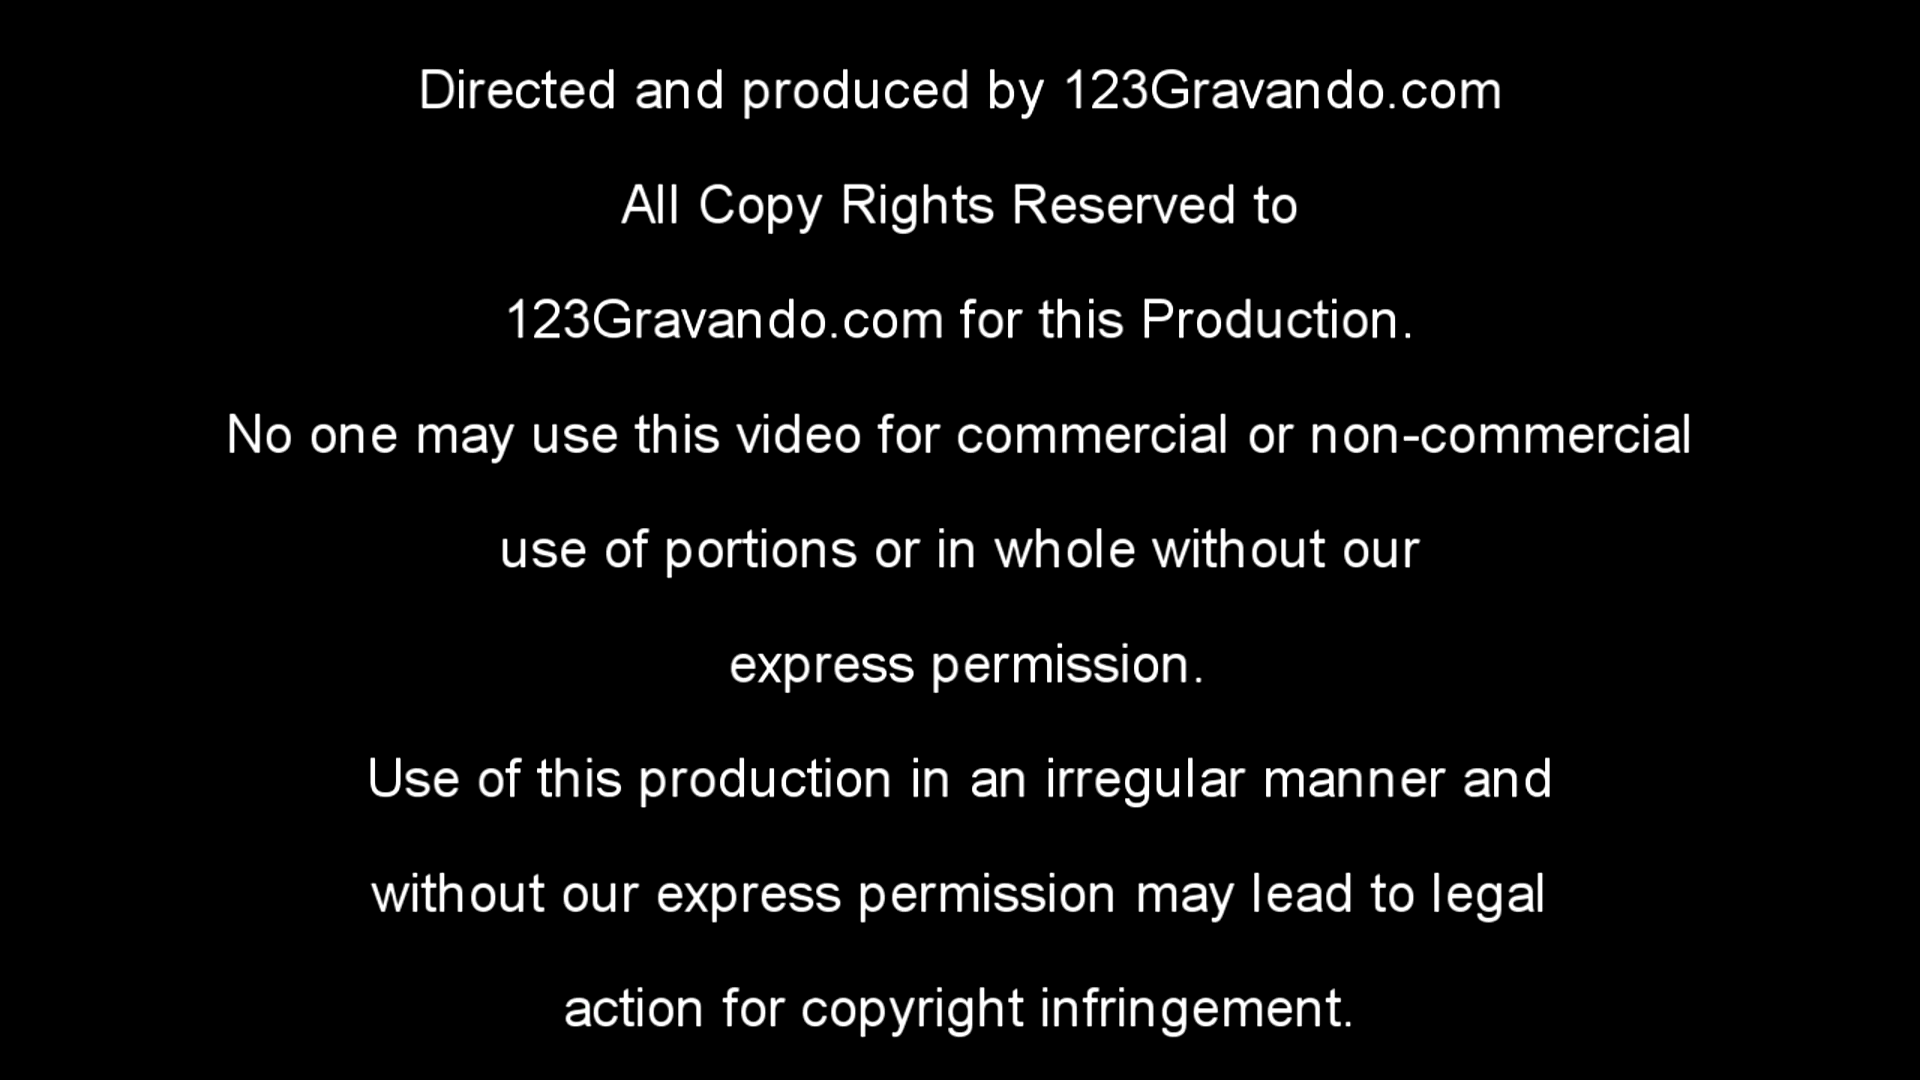 Directed and produced by 123Gravando.com
All Copy Rights Reserved to
123Gravando.com for this Production.
No one may use this video for commercial or non-commercial
use of portions or in whole without our
express permission.
Use of this production in an irregular manner and
without our express permission may lead to legal
action for copyright infringement.